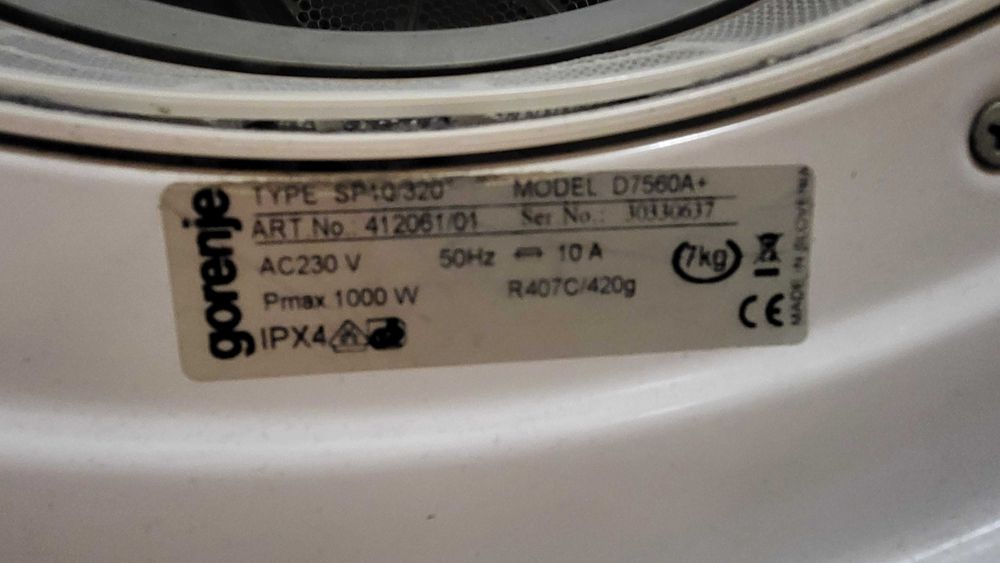 gorenje
TYPE SP10/320
MODEL D7560A+
ART.No.: 412061/01
Ser No.: 30330637
AC230 V
50Hz
10 A
7kg
Pmax 1000 W
R407C/420g
IPX4
CE
MADE IN SLOVENIA